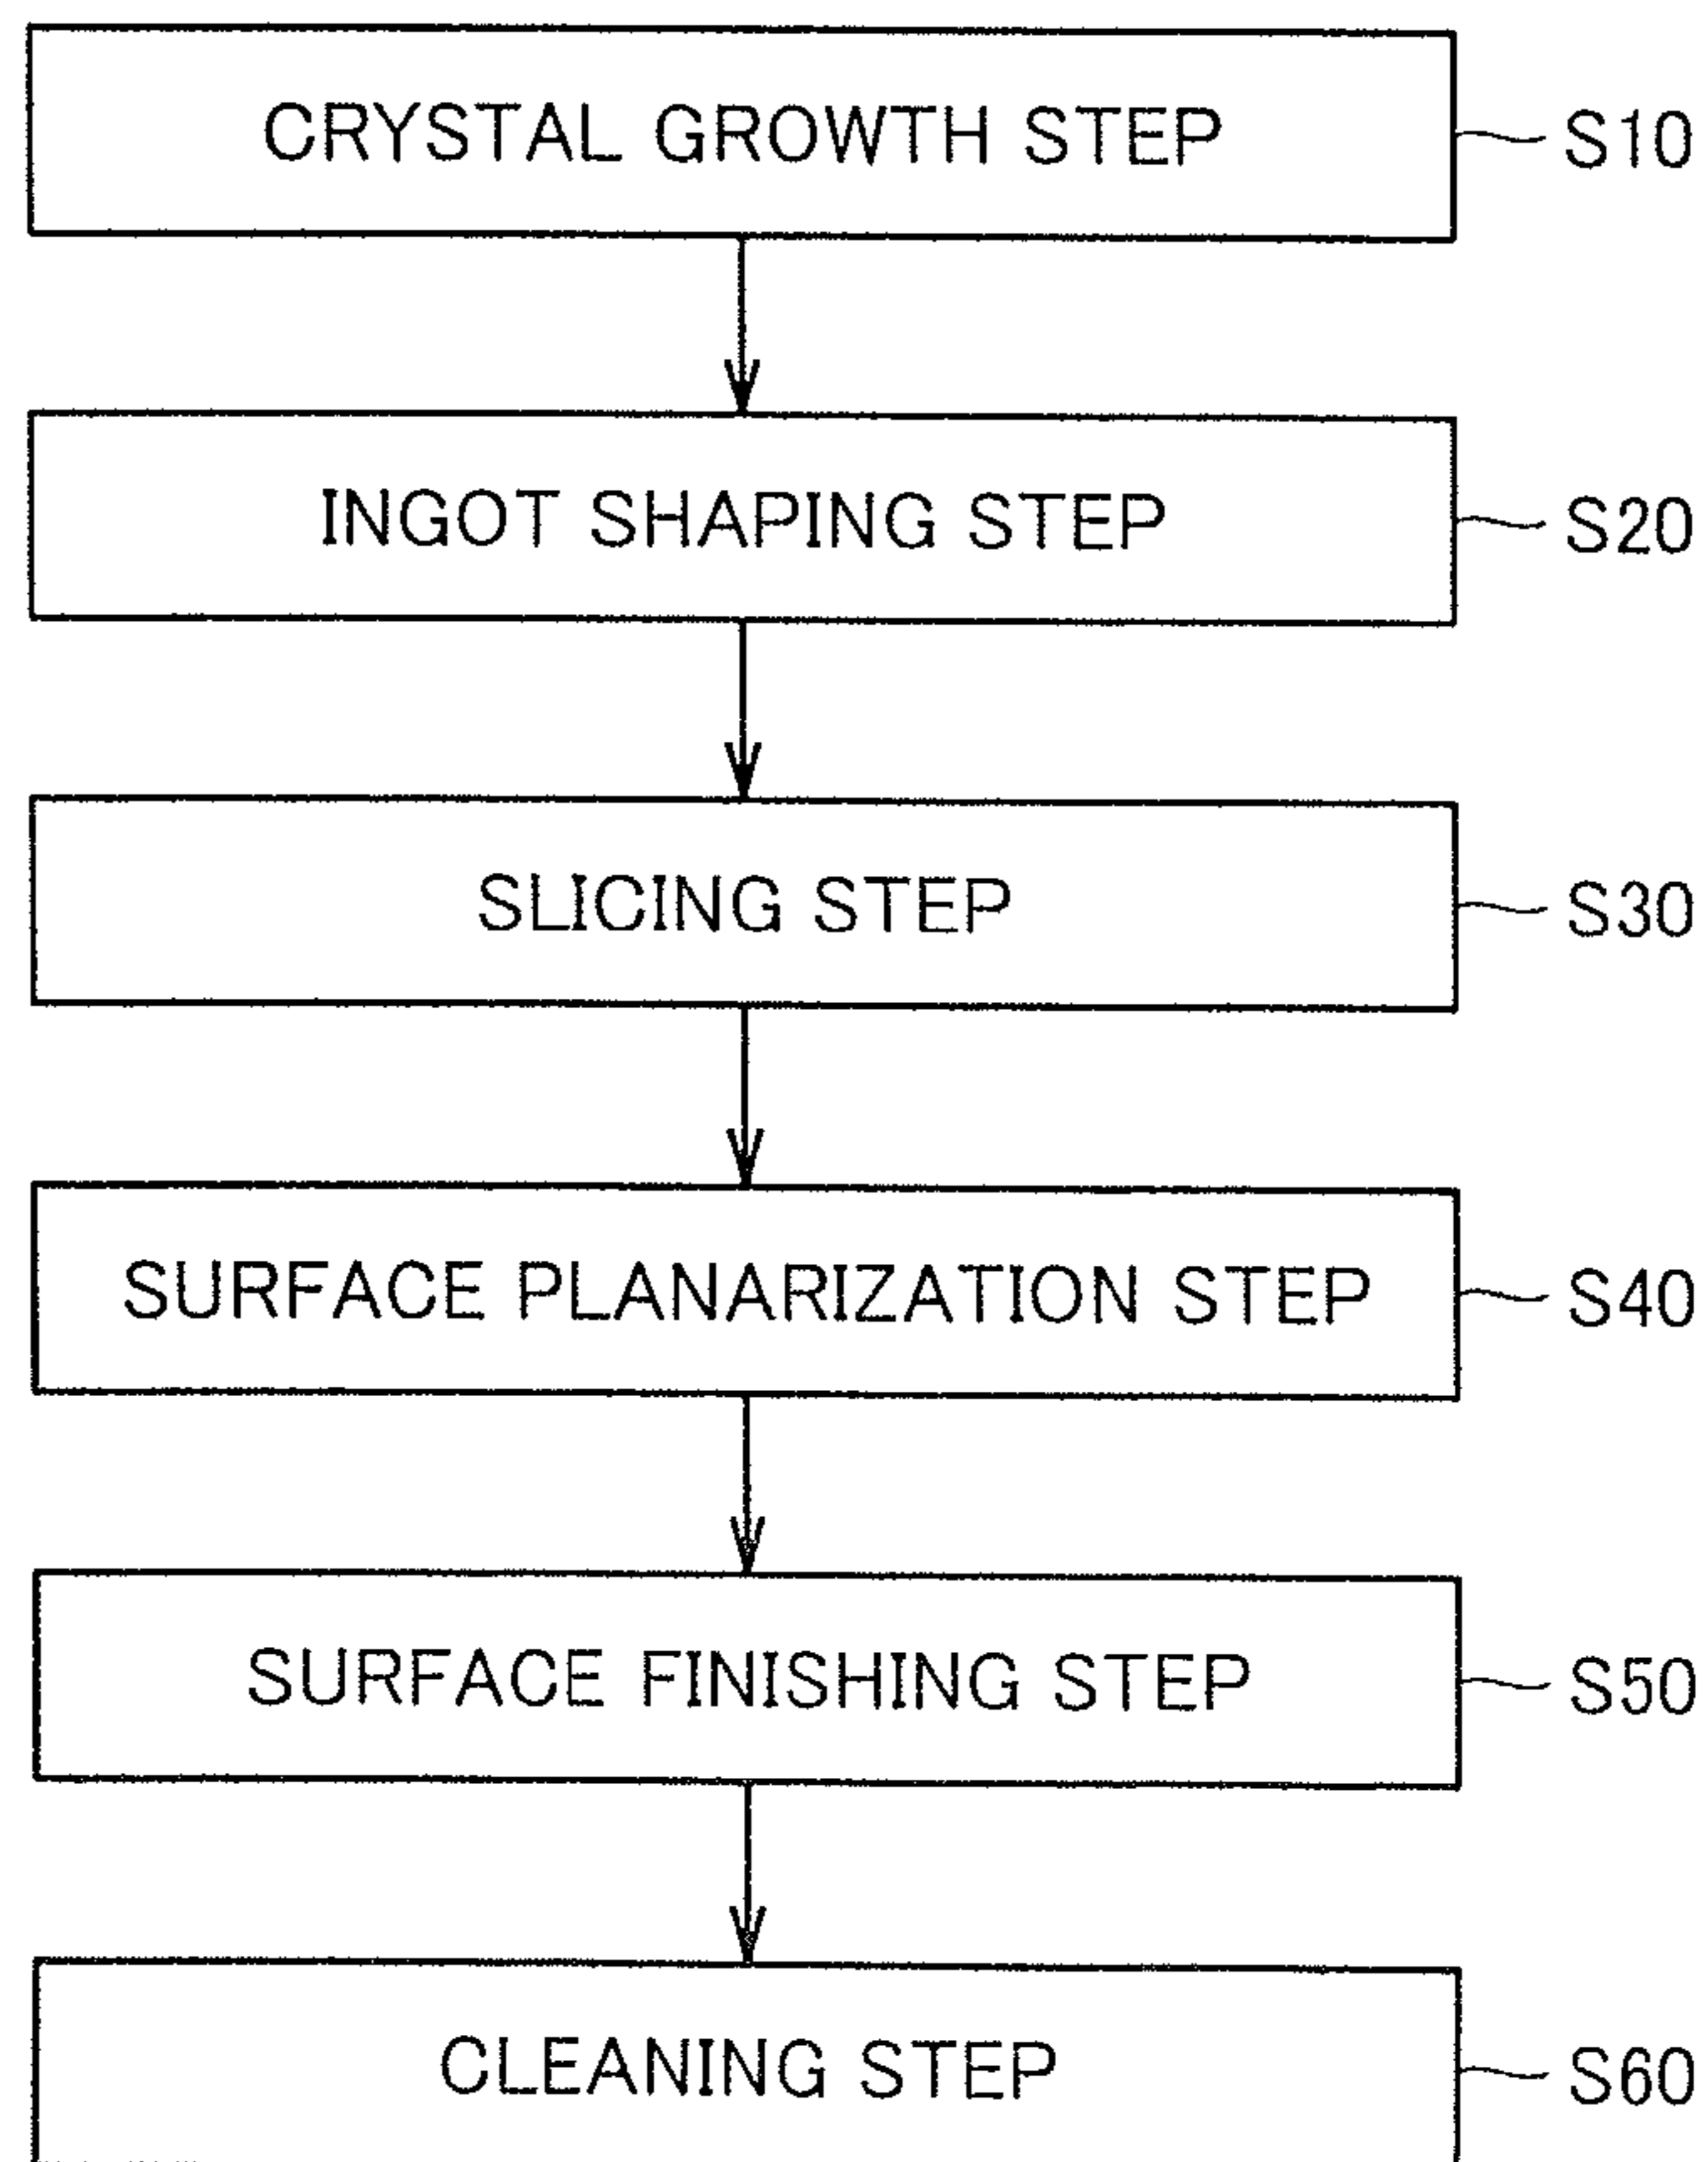 CRYSTAL GROWTH STEP S10
INGOT SHAPING STEP S20
SLICING STEP S30
SURFACE PLANARIZATION STEP S40
SURFACE FINISHING STEP S50
CLEANING STEP S60